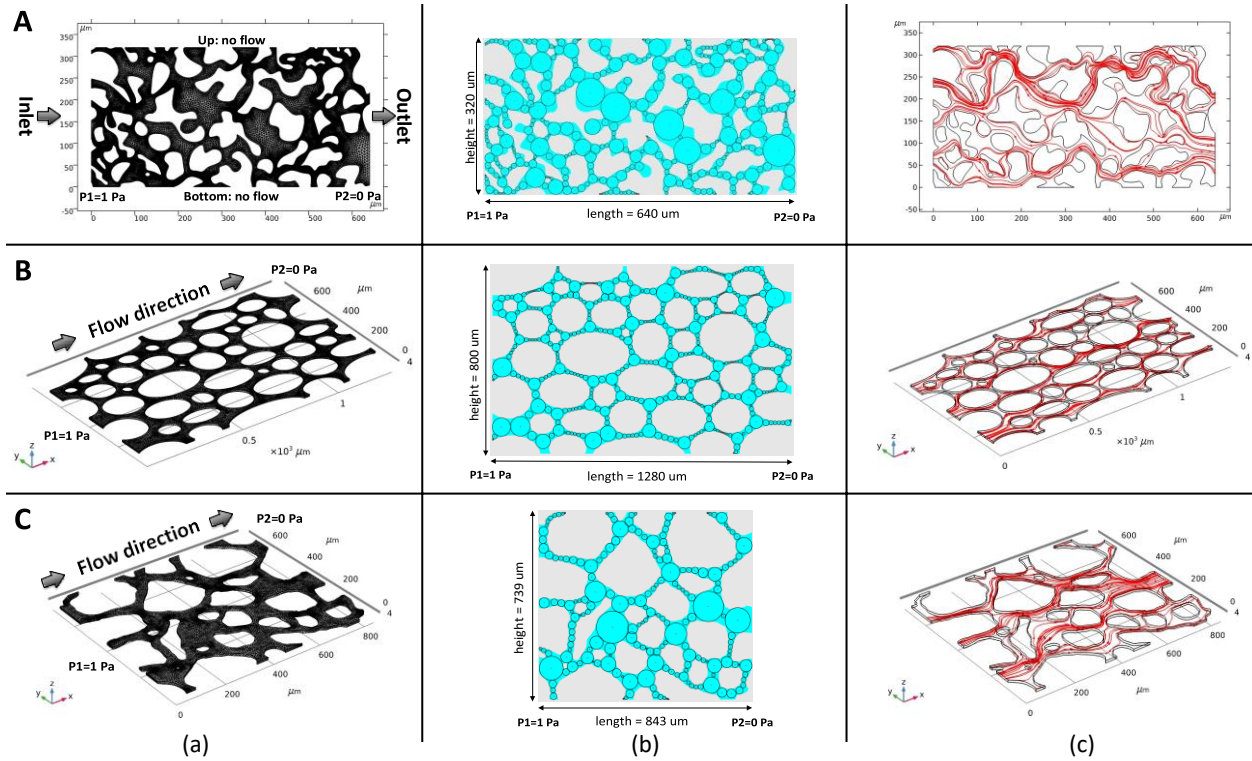 A
μm
350
300
250
200
150
100
50
0
-50
Up: no flow
Inlet
Outlet
P1=1 Pa
Bottom: no flow
P2=0 Pa
0
100
200
300
400
500
600
μm
height = 320 um
P1=1 Pa
P2=0 Pa
length = 640 um
μm
350
300
250
200
150
100
50
0
-50
0
100
200
300
400
500
600
μm
B
Flow direction
P2=0 Pa
600
μm
400
200
0
4
1
0.5
×10³ μm
P1=1 Pa
z
y
x
height = 800 um
P1=1 Pa
length = 1280 um
P2=0 Pa
600
μm
400
200
0
4
1
0.5
×10³ μm
0
z
y
x
C
Flow direction
P2=0 Pa
600
μm
400
200
0
4
800
600
400
μm
200
0
P1=1 Pa
z
y
x
height = 739 um
P1=1 Pa
length = 843 um
P2=0 Pa
600
μm
400
200
0
4
800
600
400
μm
200
0
z
y
x
(a)
(b)
(c)